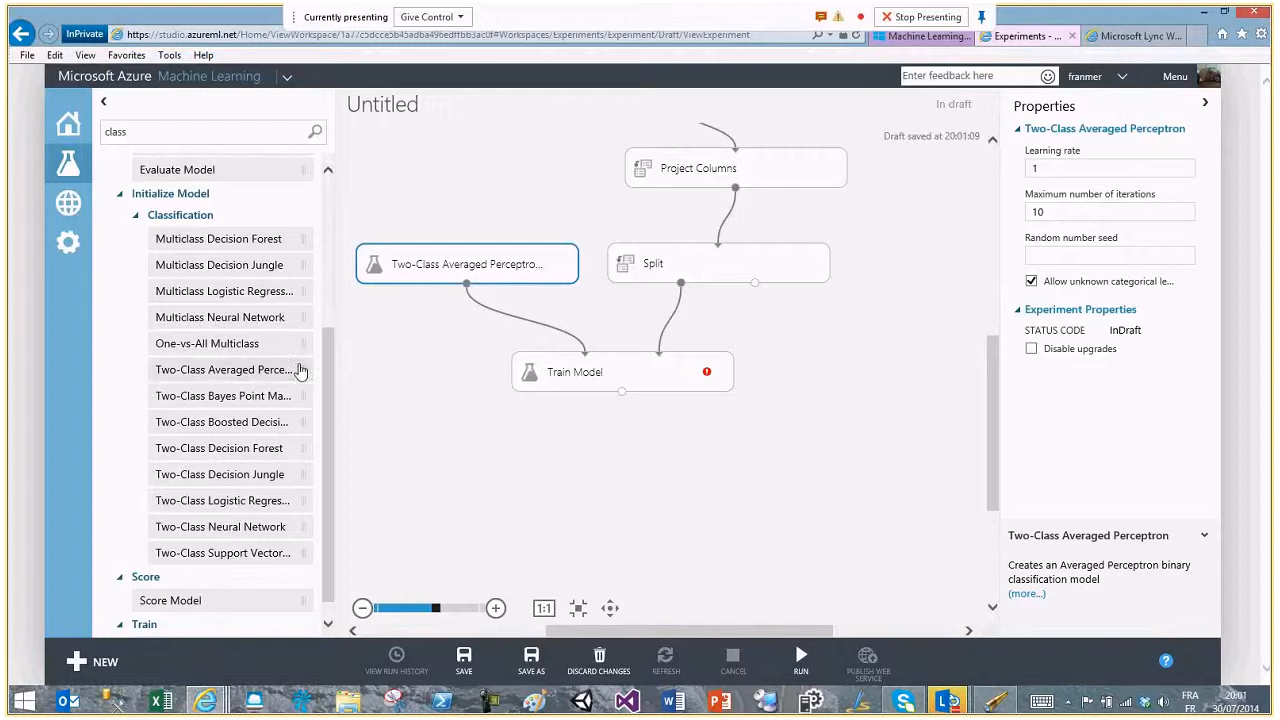 Currently presenting
Give Control
Stop Presenting
InPrivate
Machine Learning...
Experiments - ...
Microsoft Lync W...
File Edit View Favorites Tools Help
Microsoft Azure Machine Learning
Enter feedback here
franmer
Menu
class
Evaluate Model
Initialize Model
Classification
Multiclass Decision Forest
Multiclass Decision Jungle
Multiclass Logistic Regress...
Multiclass Neural Network
One-vs-All Multiclass
Two-Class Averaged Perce...
Two-Class Bayes Point Ma...
Two-Class Boosted Decisi...
Two-Class Decision Forest
Two-Class Decision Jungle
Two-Class Logistic Regres...
Two-Class Neural Network
Two-Class Support Vector...
Score
Score Model
Train
Untitled
In draft
Draft saved at 20:01:09
Project Columns
Two-Class Averaged Perceptro...
Split
Train Model
1:1
Properties
Two-Class Averaged Perceptron
Learning rate
1
Maximum number of iterations
10
Random number seed
Allow unknown categorical le...
Experiment Properties
STATUS CODE InDraft
Disable upgrades
Two-Class Averaged Perceptron
Creates an Averaged Perceptron binary
classification model
(more...)
NEW
VIEW RUN HISTORY
SAVE
SAVE AS
DISCARD CHANGES
REFRESH
CANCEL
RUN
PUBLISH WEB
SERVICE
FRA
FR
20:01
30/07/2014